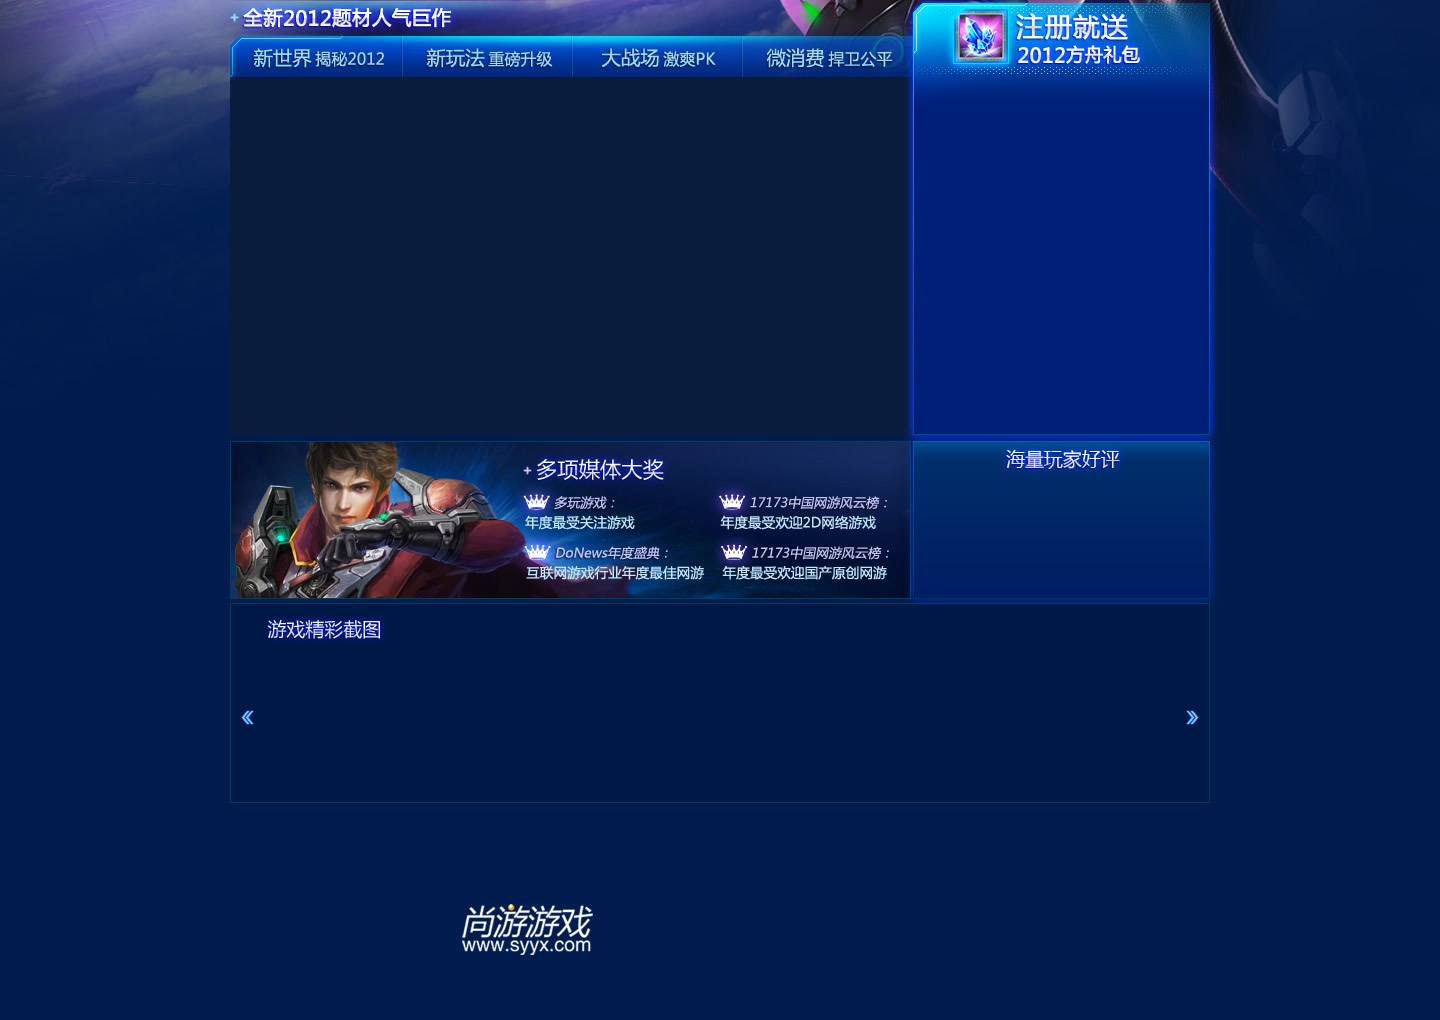 全新2012题材人气巨作
新世界 揭秘2012
新玩法 重磅升级
大战场 激爽PK
微消费 捍卫公平
注册就送
2012方舟礼包
多项媒体大奖
多玩游戏：
年度最受关注游戏
17173中国网游风云榜：
年度最受欢迎2D网络游戏
DoNews年度盛典：
互联网游戏行业年度最佳网游
17173中国网游风云榜：
年度最受欢迎国产原创网游
海量玩家好评
游戏精彩截图
尚游游戏
www.syyx.com